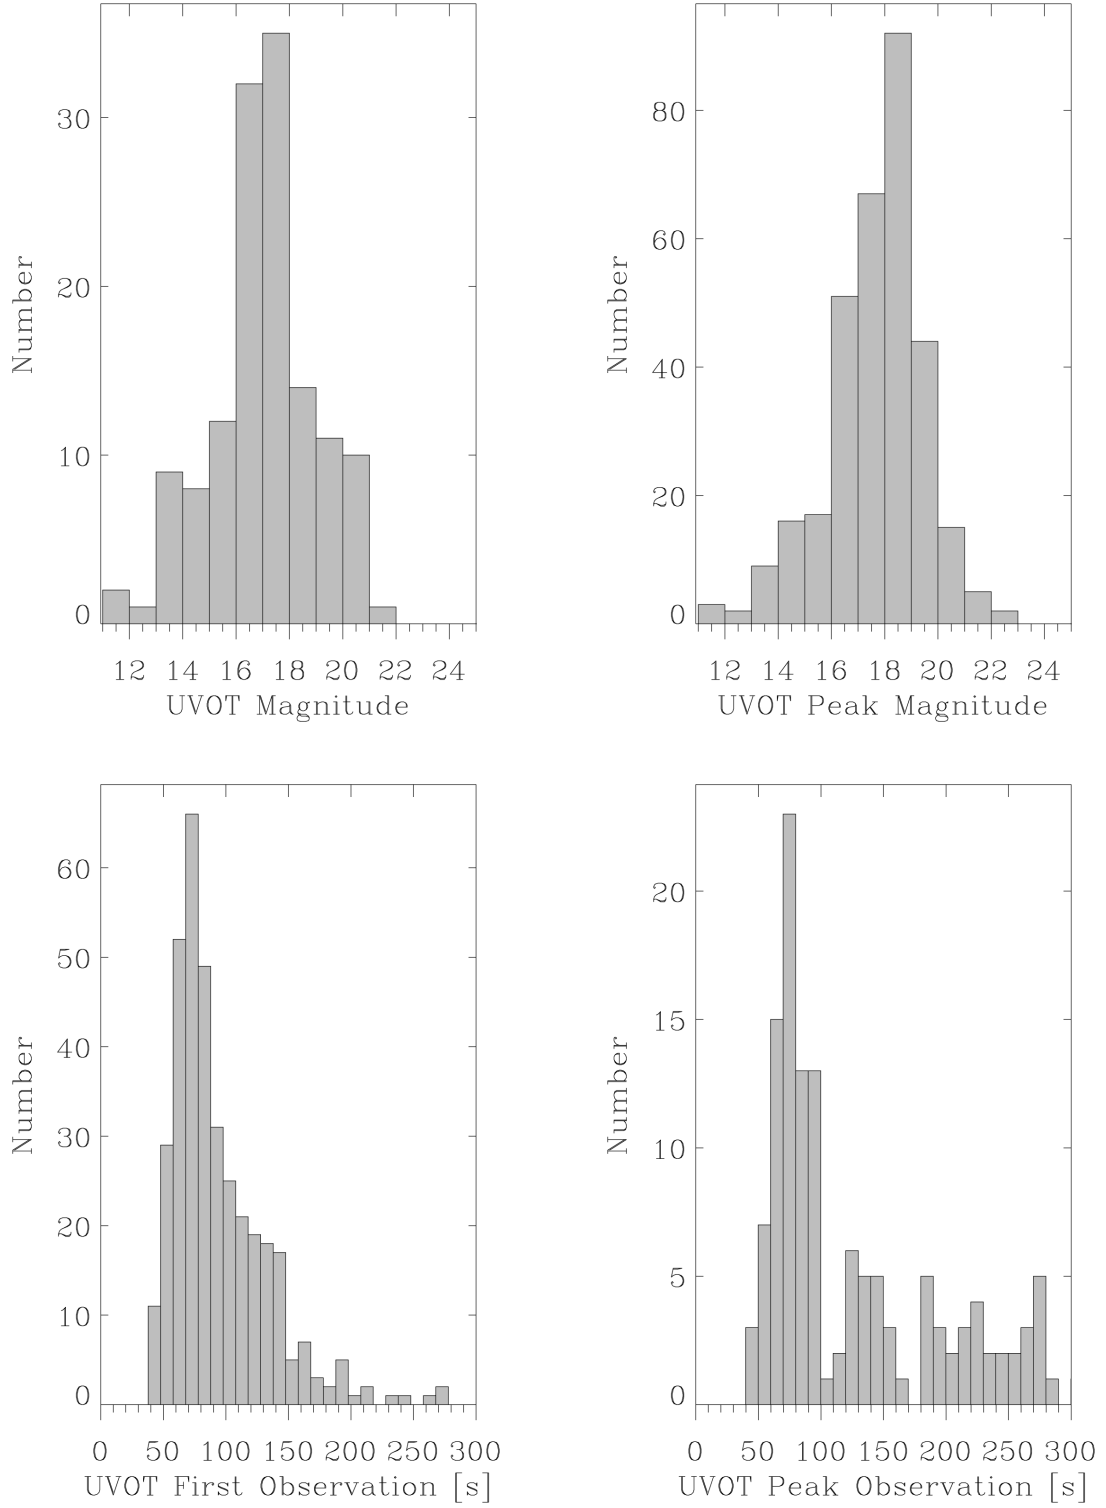 30
20
10
0
Number
12 14 16 18 20 22 24
UVOT Magnitude
80
60
40
20
0
Number
12 14 16 18 20 22 24
UVOT Peak Magnitude
60
50
40
30
20
10
0
Number
0 50 100 150 200 250 300
UVOT First Observation [s]
20
15
10
5
0
Number
0 50 100 150 200 250 300
UVOT Peak Observation [s]